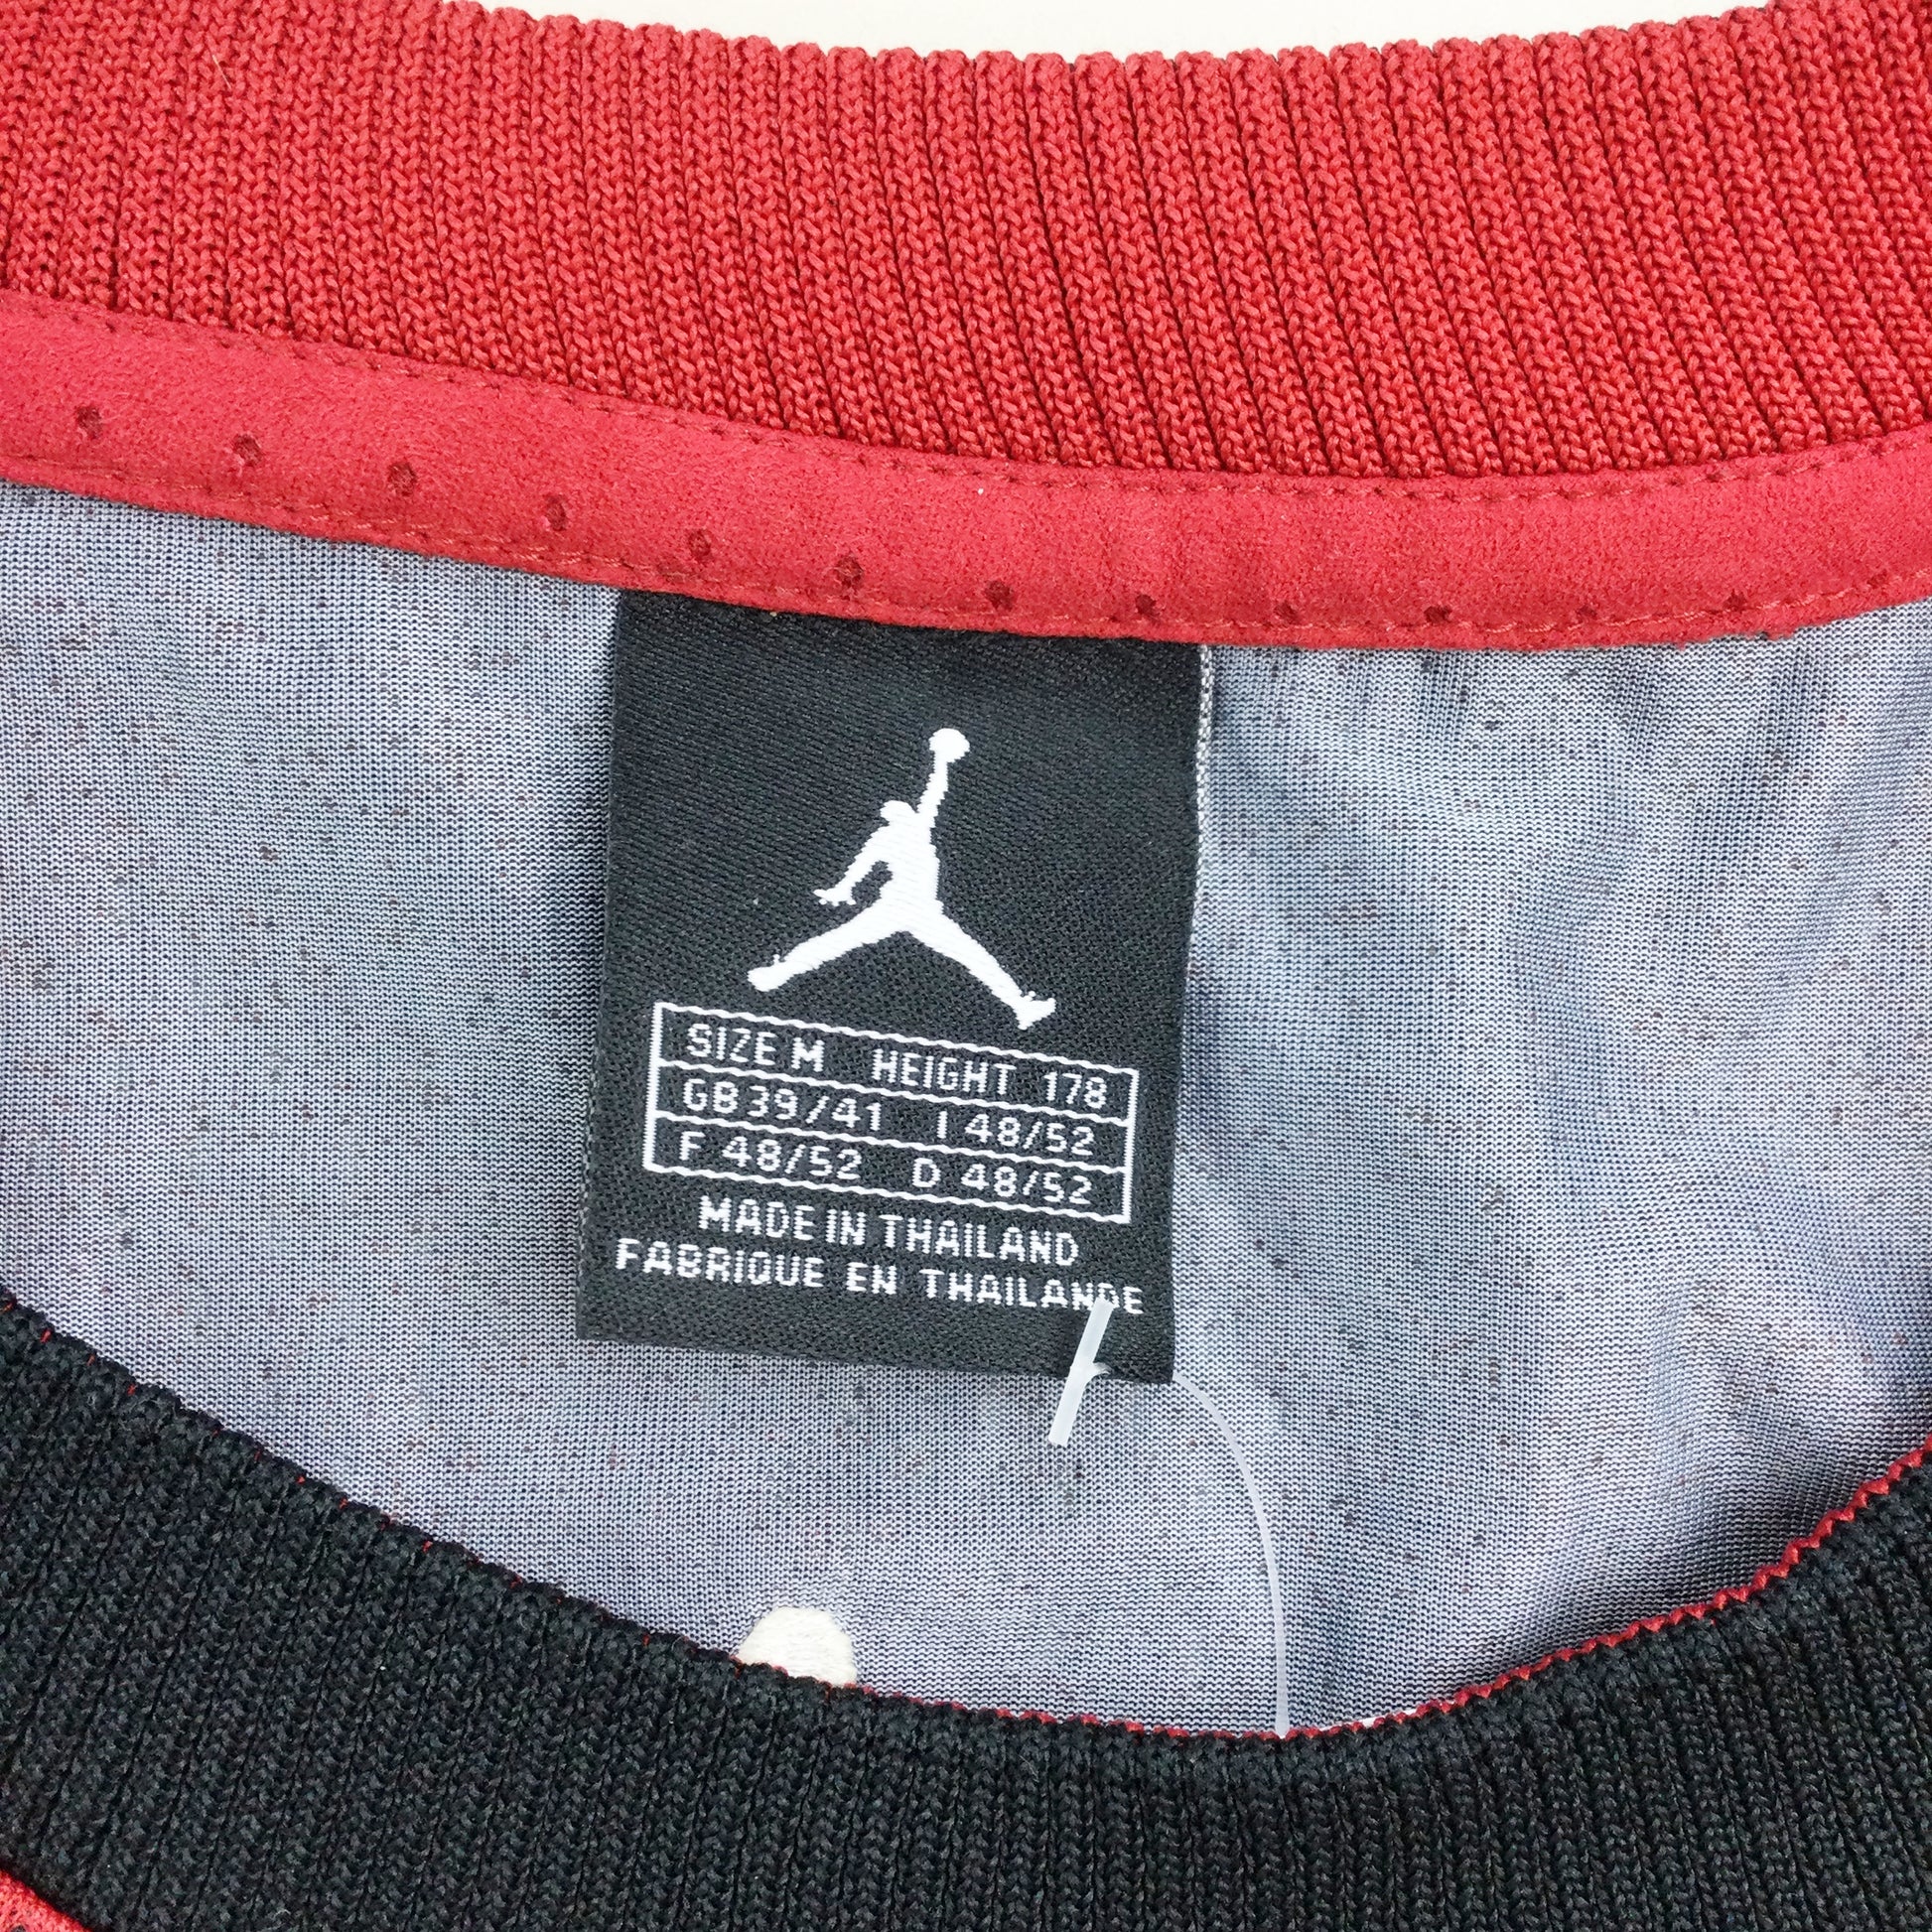 SIZE M HEIGHT 178
GB 39/41 I 48/52
F 48/52 D 48/52
MADE IN THAILAND
FABRIQUE EN THAILANDE